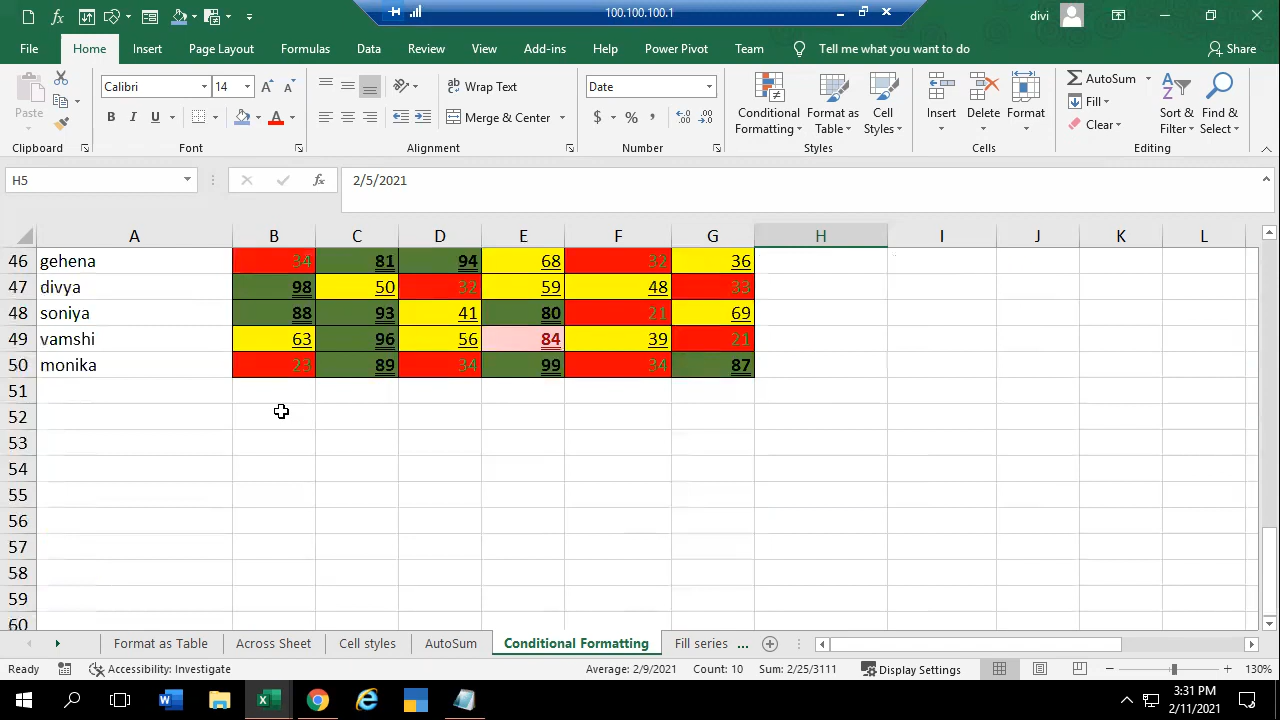 100.100.100.1
divi
File Home Insert Page Layout Formulas Data Review View Add-ins Help Power Pivot Team Tell me what you want to do Share
Paste
Clipboard
Calibri 14
B I U
Font
Wrap Text
Merge & Center
Alignment
Date
$ % ,
Number
Conditional Formatting
Format as Table
Cell Styles
Styles
Insert Delete Format
Cells
AutoSum
Fill
Clear
Sort & Filter
Find & Select
Editing
H5 fx 2/5/2021
A B C D E F G H I J K L
46 gehena 34 81 94 68 32 36
47 divya 98 50 32 59 48 33
48 soniya 88 93 41 80 21 69
49 vamshi 63 96 56 84 39 21
50 monika 23 89 34 99 34 87
51
52
53
54
55
56
57
58
59
60
Format as Table Across Sheet Cell styles AutoSum Conditional Formatting Fill series ...
Ready Accessibility: Investigate Average: 2/9/2021 Count: 10 Sum: 2/25/3111 Display Settings 130%
3:31 PM
2/11/2021